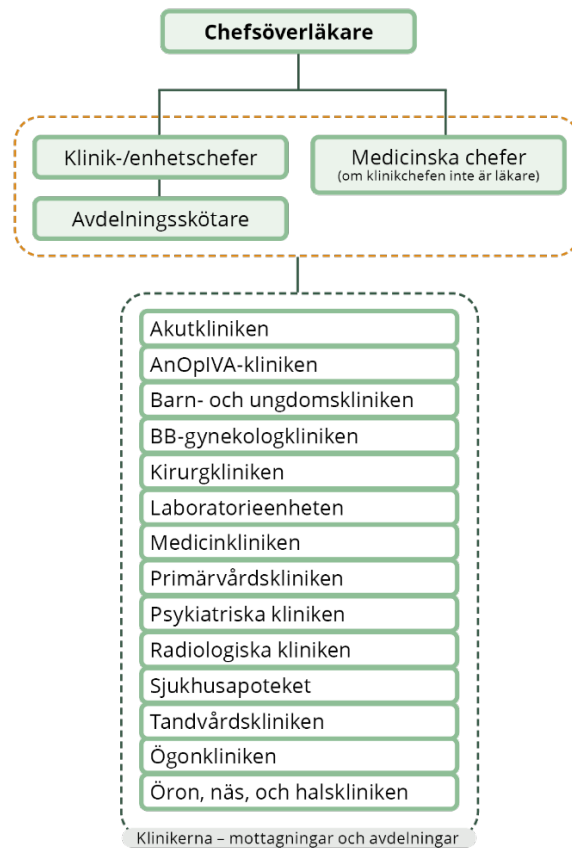 Chefsöverläkare
Klinik-/enhetschefer
Medicinska chefer
(om klinikchefen inte är läkare)
Avdelningsskötare
Akutkliniken
AnOpIVA-kliniken
Barn- och ungdomskliniken
BB-gynekologkliniken
Kirurgkliniken
Laboratorieenheten
Medicinkliniken
Primärvårdskliniken
Psykiatriska kliniken
Radiologiska kliniken
Sjukhusapoteket
Tandvårdskliniken
Ögonkliniken
Öron, näs, och halskliniken
Klinikerna – mottagningar och avdelningar